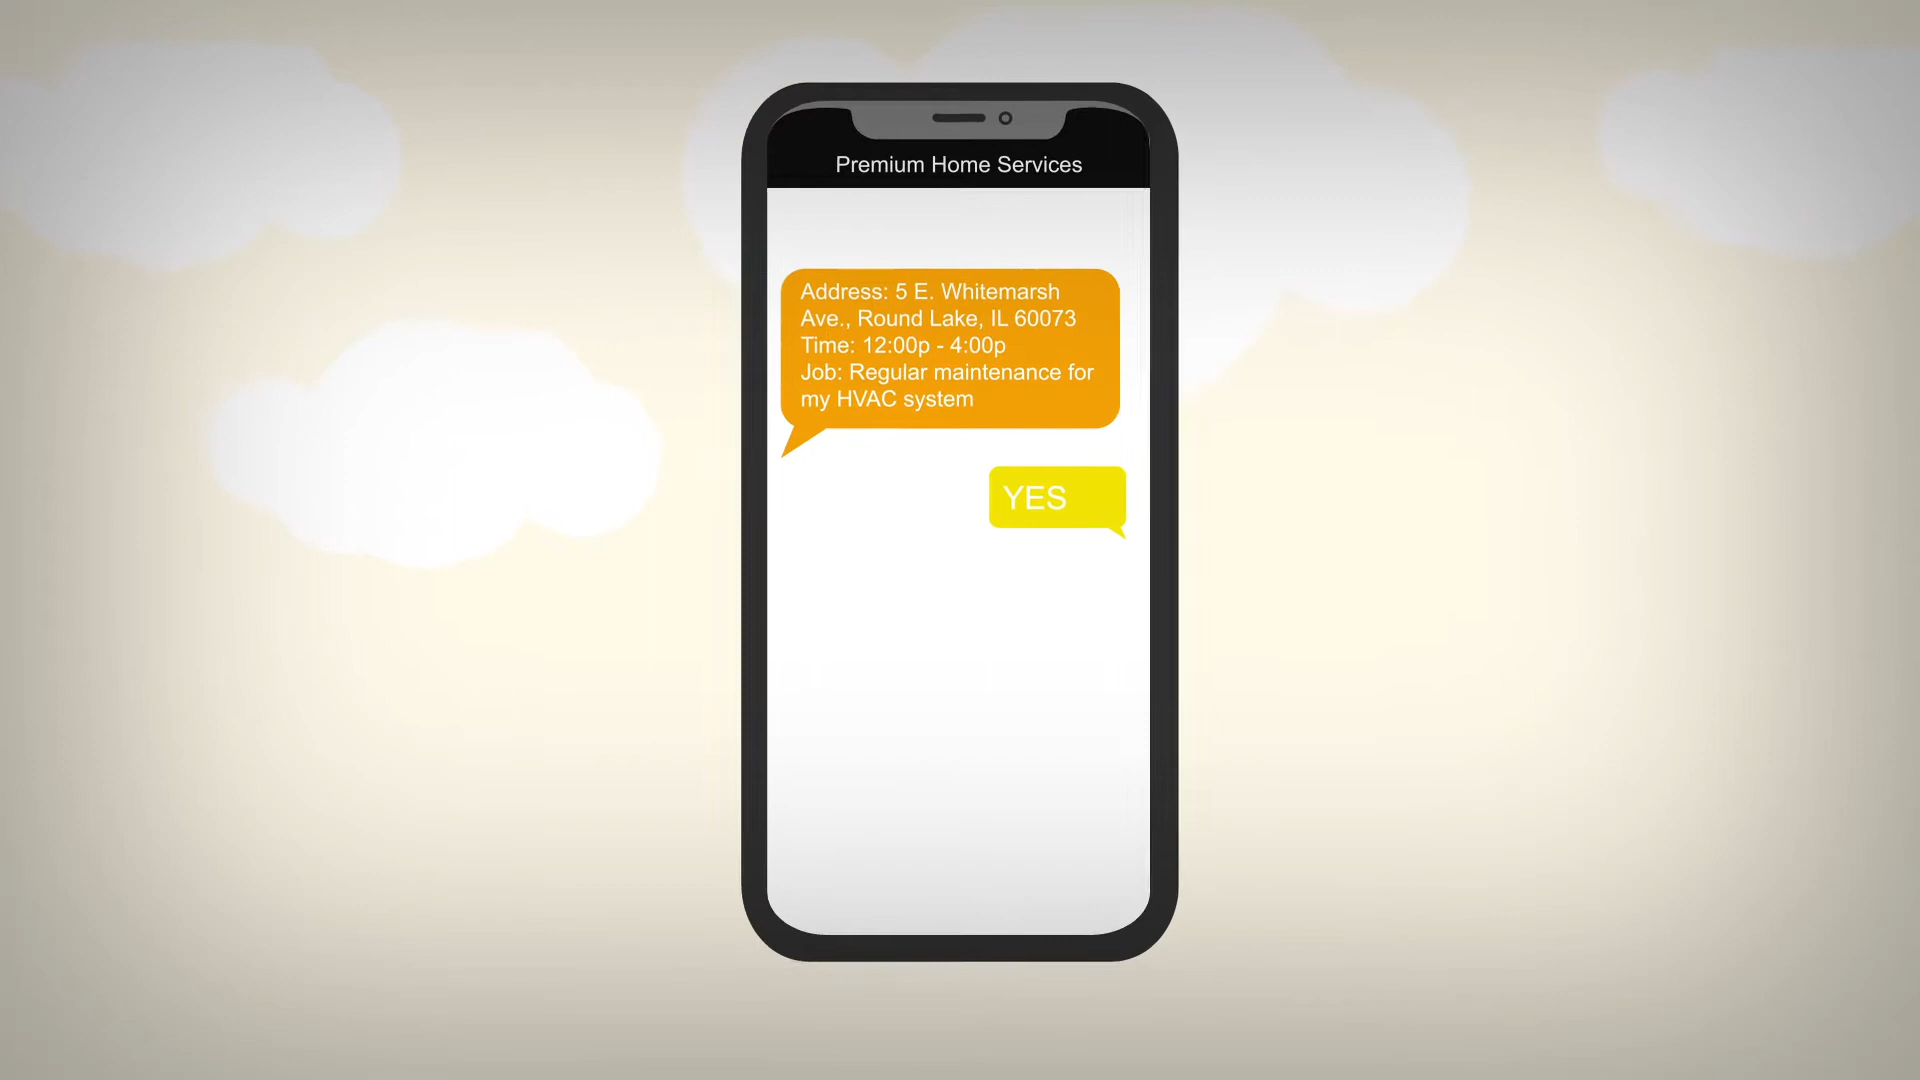 Premium Home Services
Address: 5 E. Whitemarsh
Ave., Round Lake, IL 60073
Time: 12:00p - 4:00p
Job: Regular maintenance for
my HVAC system
YES